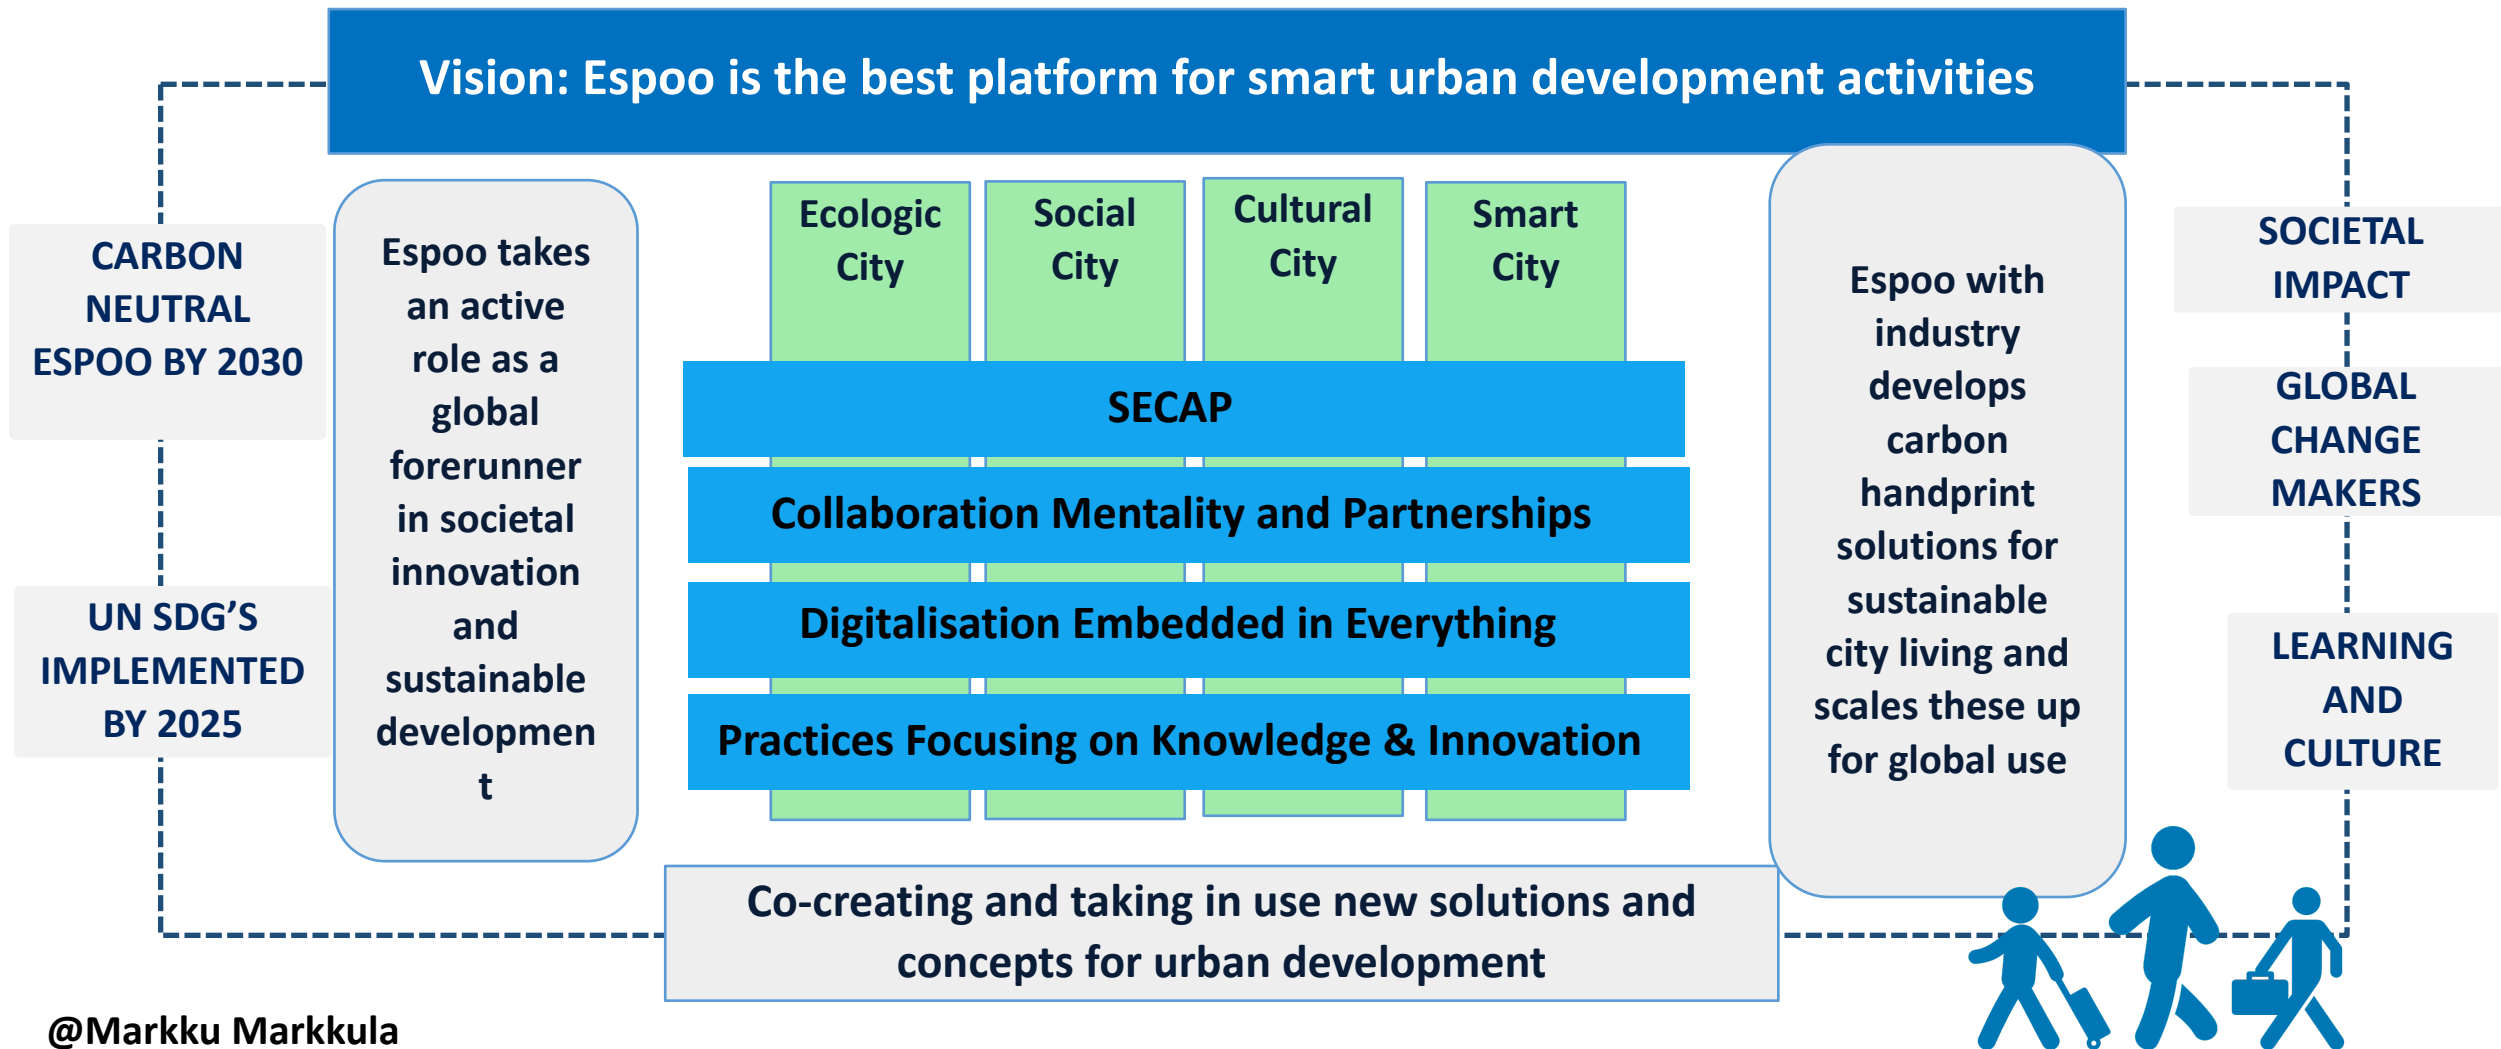 Vision: Espoo is the best platform for smart urban development activities
CARBON
NEUTRAL
ESPOO BY 2030
UN SDG’S
IMPLEMENTED
BY 2025
Espoo takes
an active
role as a
global
forerunner
in societal
innovation
and
sustainable
developmen
t
Ecologic
City
Social
City
Cultural
City
Smart
City
SECAP
Collaboration Mentality and Partnerships
Digitalisation Embedded in Everything
Practices Focusing on Knowledge & Innovation
Espoo with
industry
develops
carbon
handprint
solutions for
sustainable
city living and
scales these up
for global use
SOCIETAL
IMPACT
GLOBAL
CHANGE
MAKERS
LEARNING
AND
CULTURE
Co-creating and taking in use new solutions and
concepts for urban development
@Markku Markkula